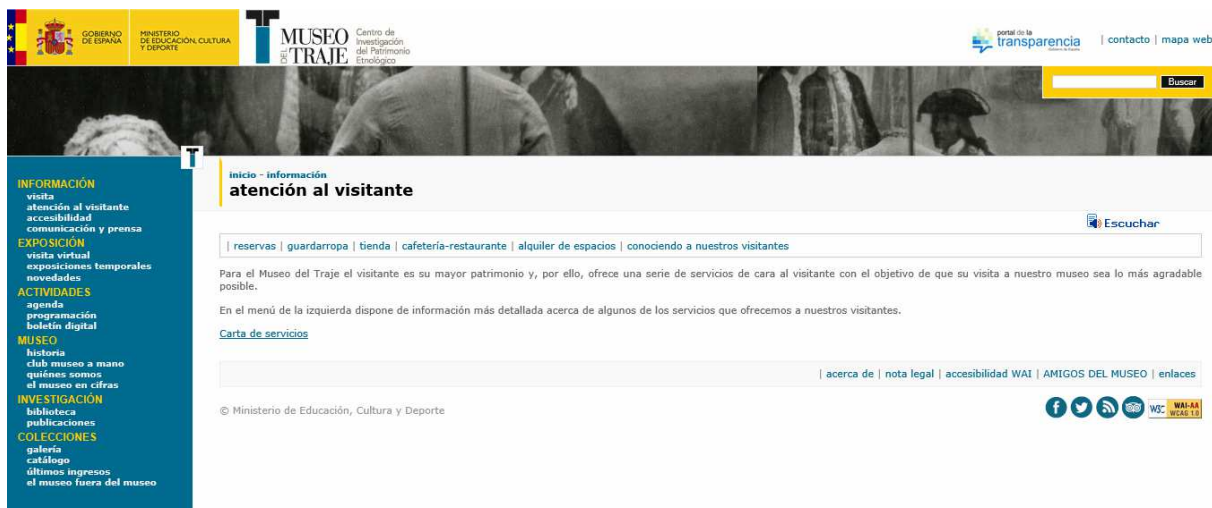 GOBIERNO
DE ESPAÑA
MINISTERIO
DE EDUCACIÓN, CULTURA
Y DEPORTE
MUSEO
DEL TRAJE
Centro de
Investigación
del Patrimonio
Etnológico
portal de la
transparencia
| contacto | mapa web
Buscar
inicio - información
atención al visitante
Escuchar
INFORMACIÓN
visita
atención al visitante
accesibilidad
comunicación y prensa
EXPOSICIÓN
visita virtual
exposiciones temporales
novedades
ACTIVIDADES
agenda
programación
boletín digital
MUSEO
historia
club museo a mano
quiénes somos
el museo en cifras
INVESTIGACIÓN
biblioteca
publicaciones
COLECCIONES
galería
catálogo
últimos ingresos
el museo fuera del museo
| reservas | guardarropa | tienda | cafetería-restaurante | alquiler de espacios | conociendo a nuestros visitantes
Para el Museo del Traje el visitante es su mayor patrimonio y, por ello, ofrece una serie de servicios de cara al visitante con el objetivo de que su visita a nuestro museo sea lo más agradable
posible.
En el menú de la izquierda dispone de información más detallada acerca de algunos de los servicios que ofrecemos a nuestros visitantes.
Carta de servicios
| acerca de | nota legal | accesibilidad WAI | AMIGOS DEL MUSEO | enlaces
© Ministerio de Educación, Cultura y Deporte
W3C WAI-AA
WCAG 1.0